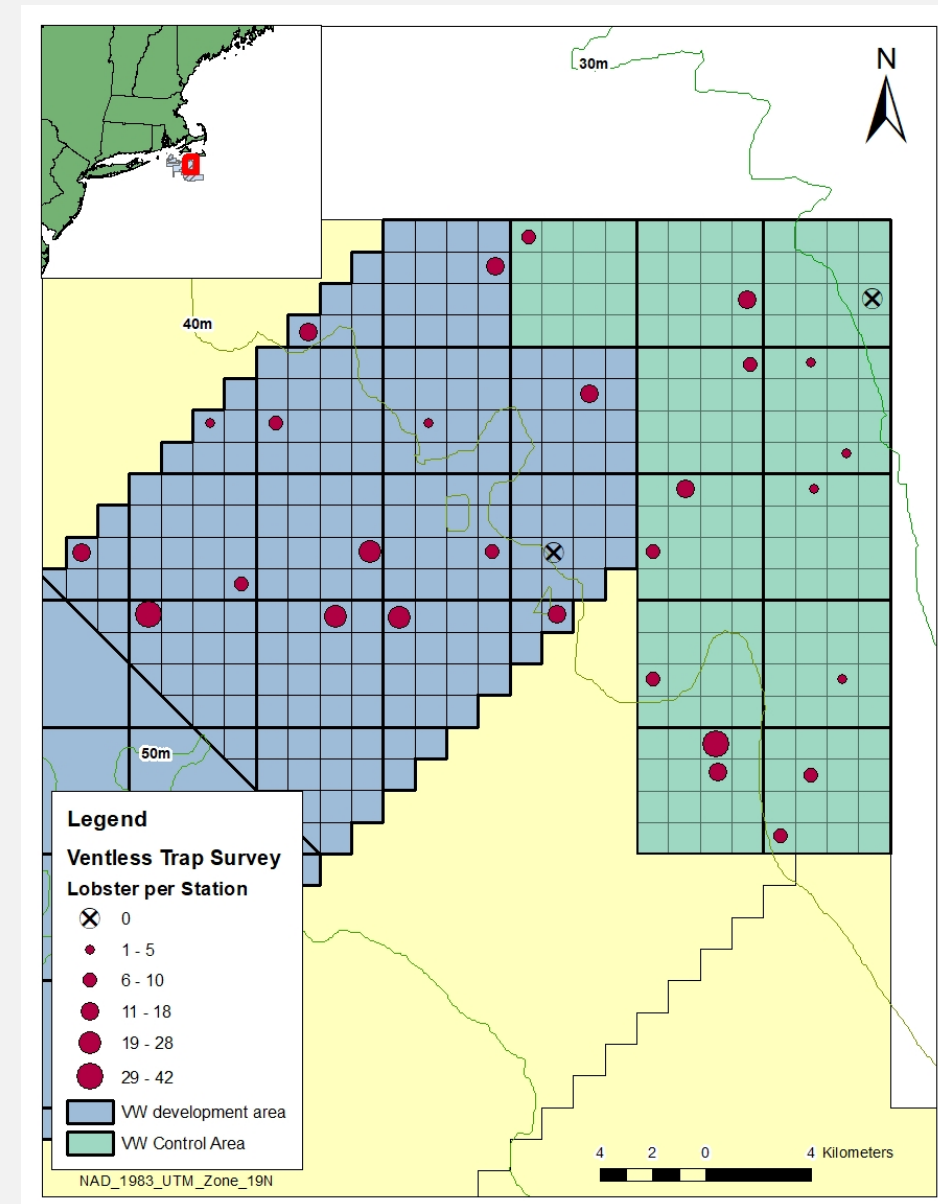 30m
N
40m
50m
Legend
Ventless Trap Survey
Lobster per Station
0
1 - 5
6 - 10
11 - 18
19 - 28
29 - 42
VW development area
VW Control Area
4 2 0 4 Kilometers
NAD_1983_UTM_Zone_19N